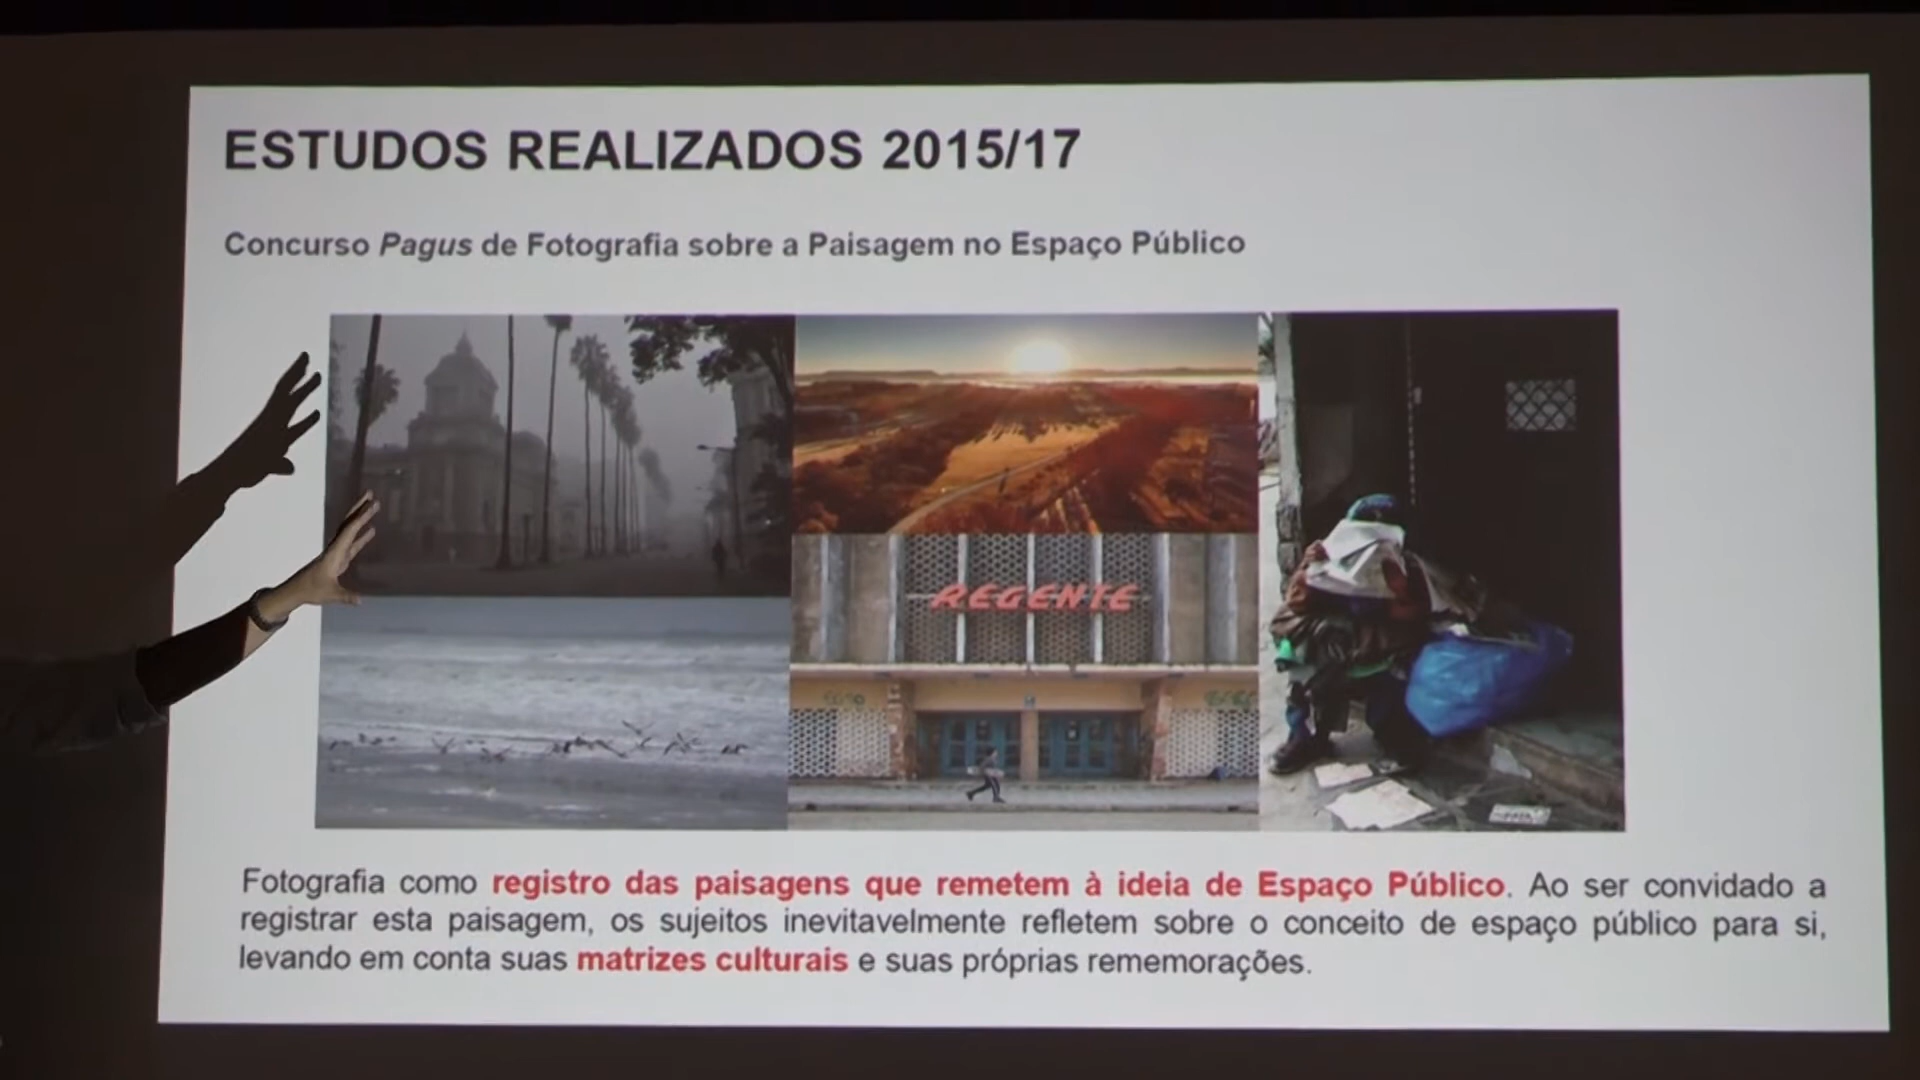 ESTUDOS REALIZADOS 2015/17
Concurso Pagus de Fotografia sobre a Paisagem no Espaço Público
REGENTE
Fotografia como registro das paisagens que remetem à ideia de Espaço Público. Ao ser convidado a
registrar esta paisagem, os sujeitos inevitavelmente refletem sobre o conceito de espaço público para si,
levando em conta suas matrizes culturais e suas próprias rememorações.